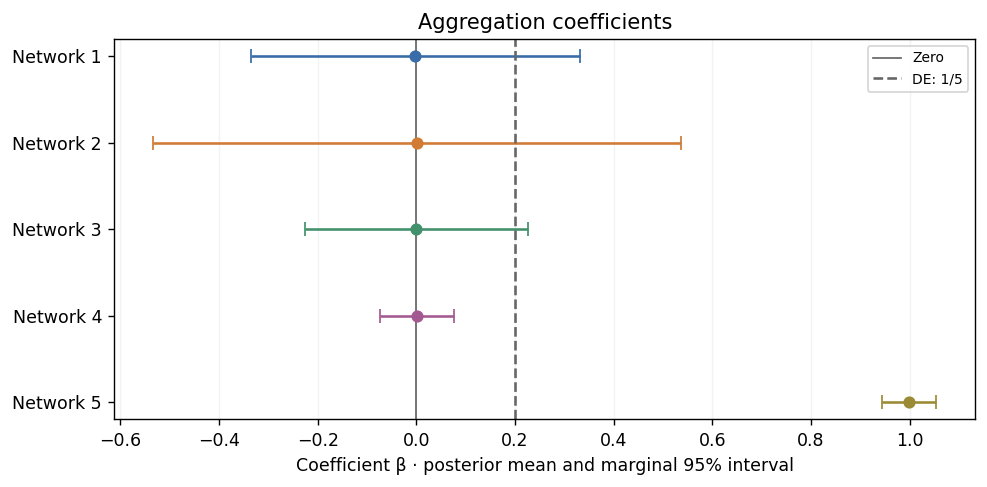 Aggregation coefficients
Network 1
Network 2
Network 3
Network 4
Network 5
Zero
DE: 1/5
−0.6 −0.4 −0.2 0.0 0.2 0.4 0.6 0.8 1.0
Coefficient β · posterior mean and marginal 95% interval